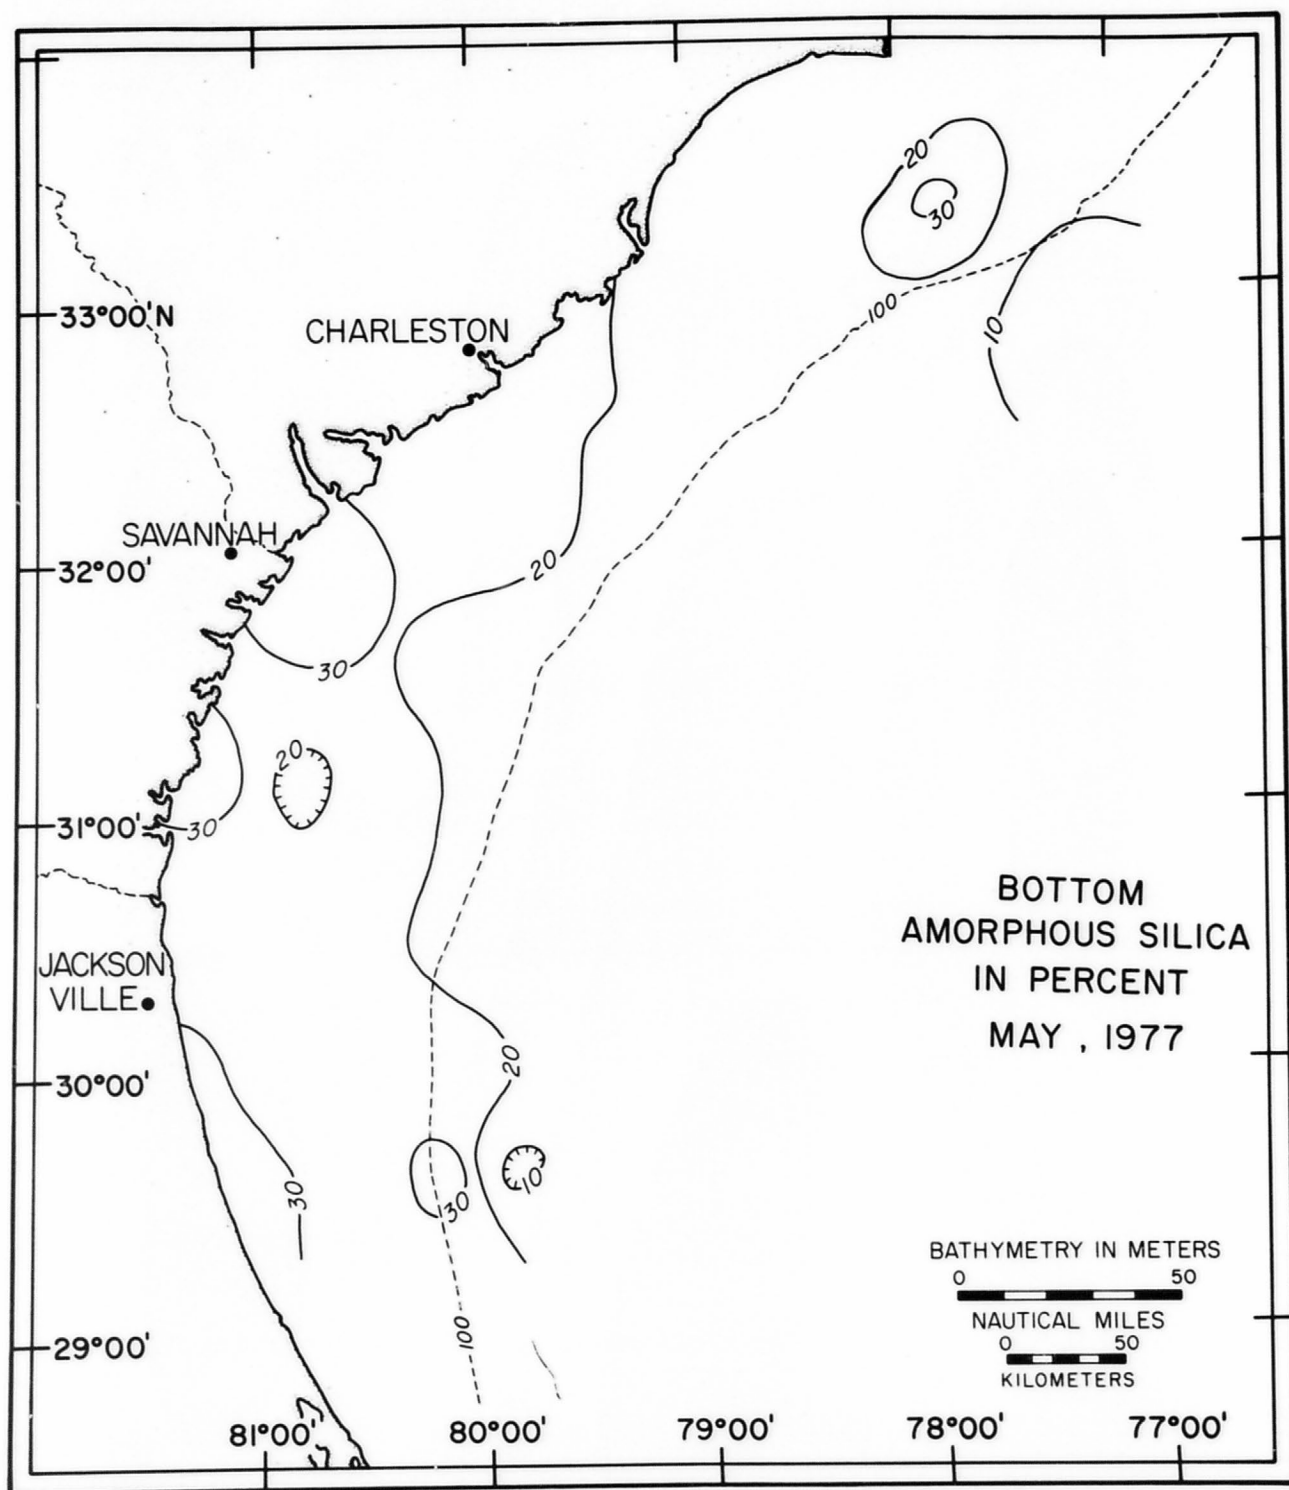 20
30
100
10
33°00'N
CHARLESTON
SAVANNAH
32°00'
20
30
20
30
31°00'
BOTTOM
AMORPHOUS SILICA
IN PERCENT
MAY, 1977
JACKSON
VILLE
20
30°00'
30
30
10
BATHYMETRY IN METERS
0 50
NAUTICAL MILES
0 50
KILOMETERS
100
29°00'
81°00' 80°00' 79°00' 78°00' 77°00'